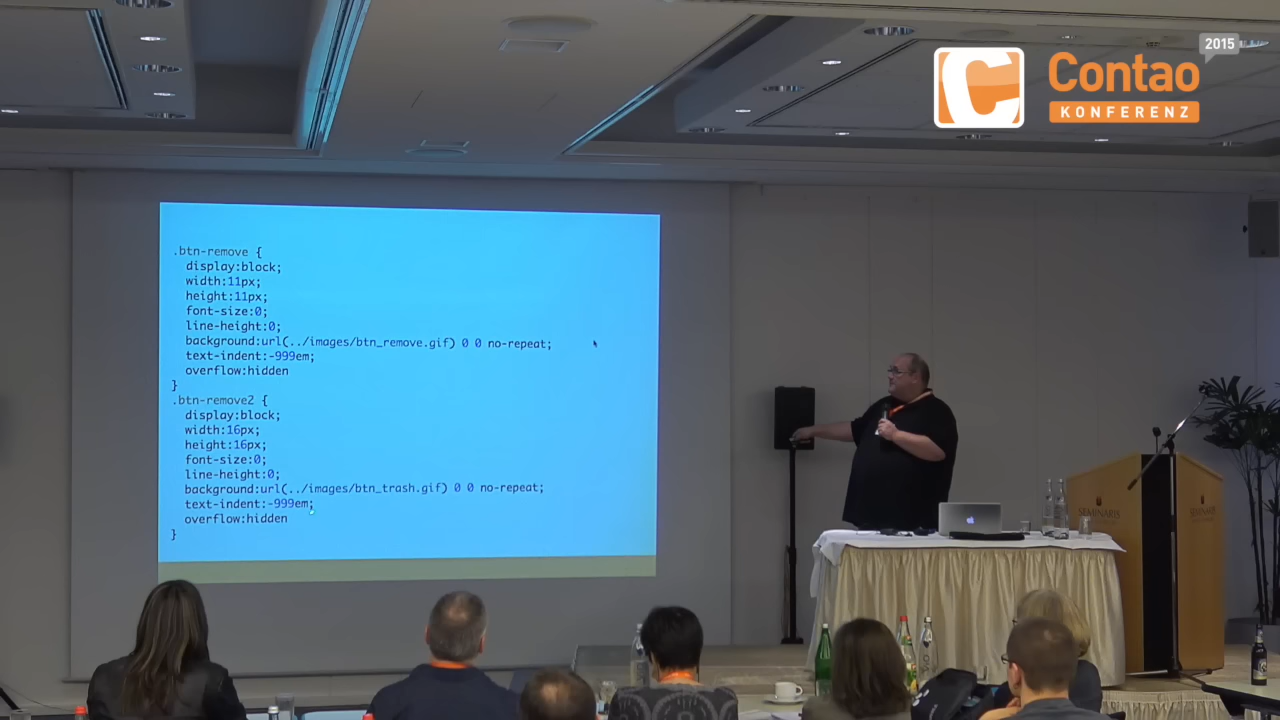 2015
Contao
KONFERENZ
.btn-remove {
display:block;
width:11px;
height:11px;
font-size:0;
line-height:0;
background:url(../images/btn_remove.gif) 0 0 no-repeat;
text-indent:-999em;
overflow:hidden
}
.btn-remove2 {
display:block;
width:16px;
height:16px;
font-size:0;
line-height:0;
background:url(../images/btn_trash.gif) 0 0 no-repeat;
text-indent:-999em;
overflow:hidden
}
SEMINARIS
SEMINARIS